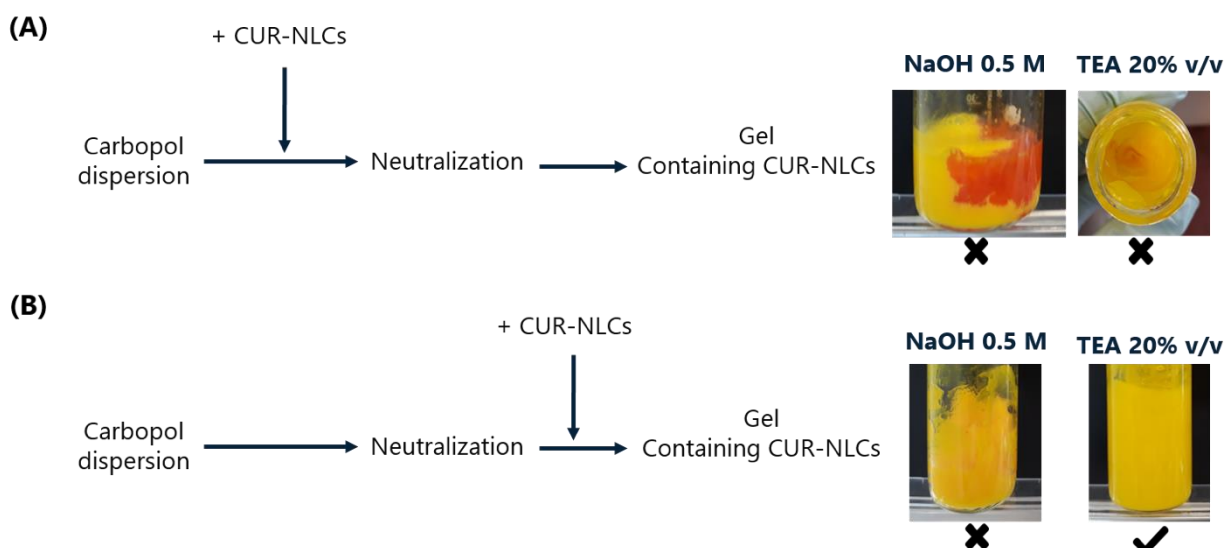 (A)
+ CUR-NLCs
Carbopol
dispersion
Neutralization
Gel
Containing CUR-NLCs
NaOH 0.5 M
TEA 20% v/v
(B)
+ CUR-NLCs
Carbopol
dispersion
Neutralization
Gel
Containing CUR-NLCs
NaOH 0.5 M
TEA 20% v/v